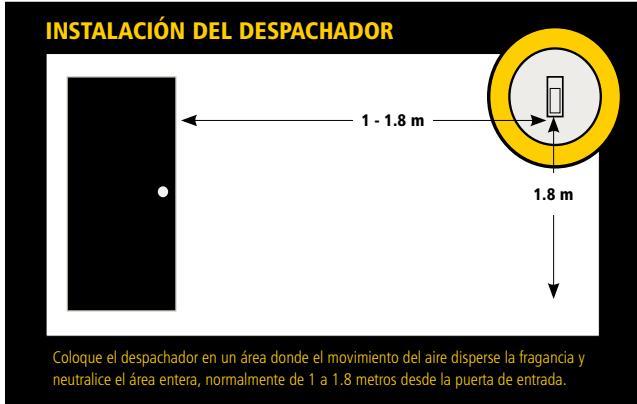 INSTALACIÓN DEL DESPACHADOR
1 - 1.8 m
1.8 m
Coloque el despachador en un área donde el movimiento del aire disperse la fragancia y
neutralice el área entera, normalmente de 1 a 1.8 metros desde la puerta de entrada.